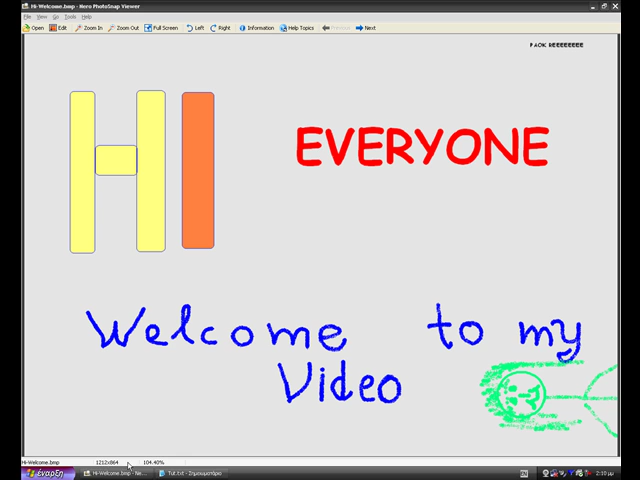 Hi-Welcome.bmp - Nero PhotoSnap Viewer
File View Go Tools Help
Open Edit Zoom In Zoom Out Full Screen Left Right Information Help Topics Previous Next
PAOK REEEEEEEE
HI
EVERYONE
Welcome to my
Video
Hi-Welcome.bmp 1212x864 104.40%
έναρξη Hi-Welcome.bmp - Ne... Tut.txt - Σημειωματάριο 2:10 μμ